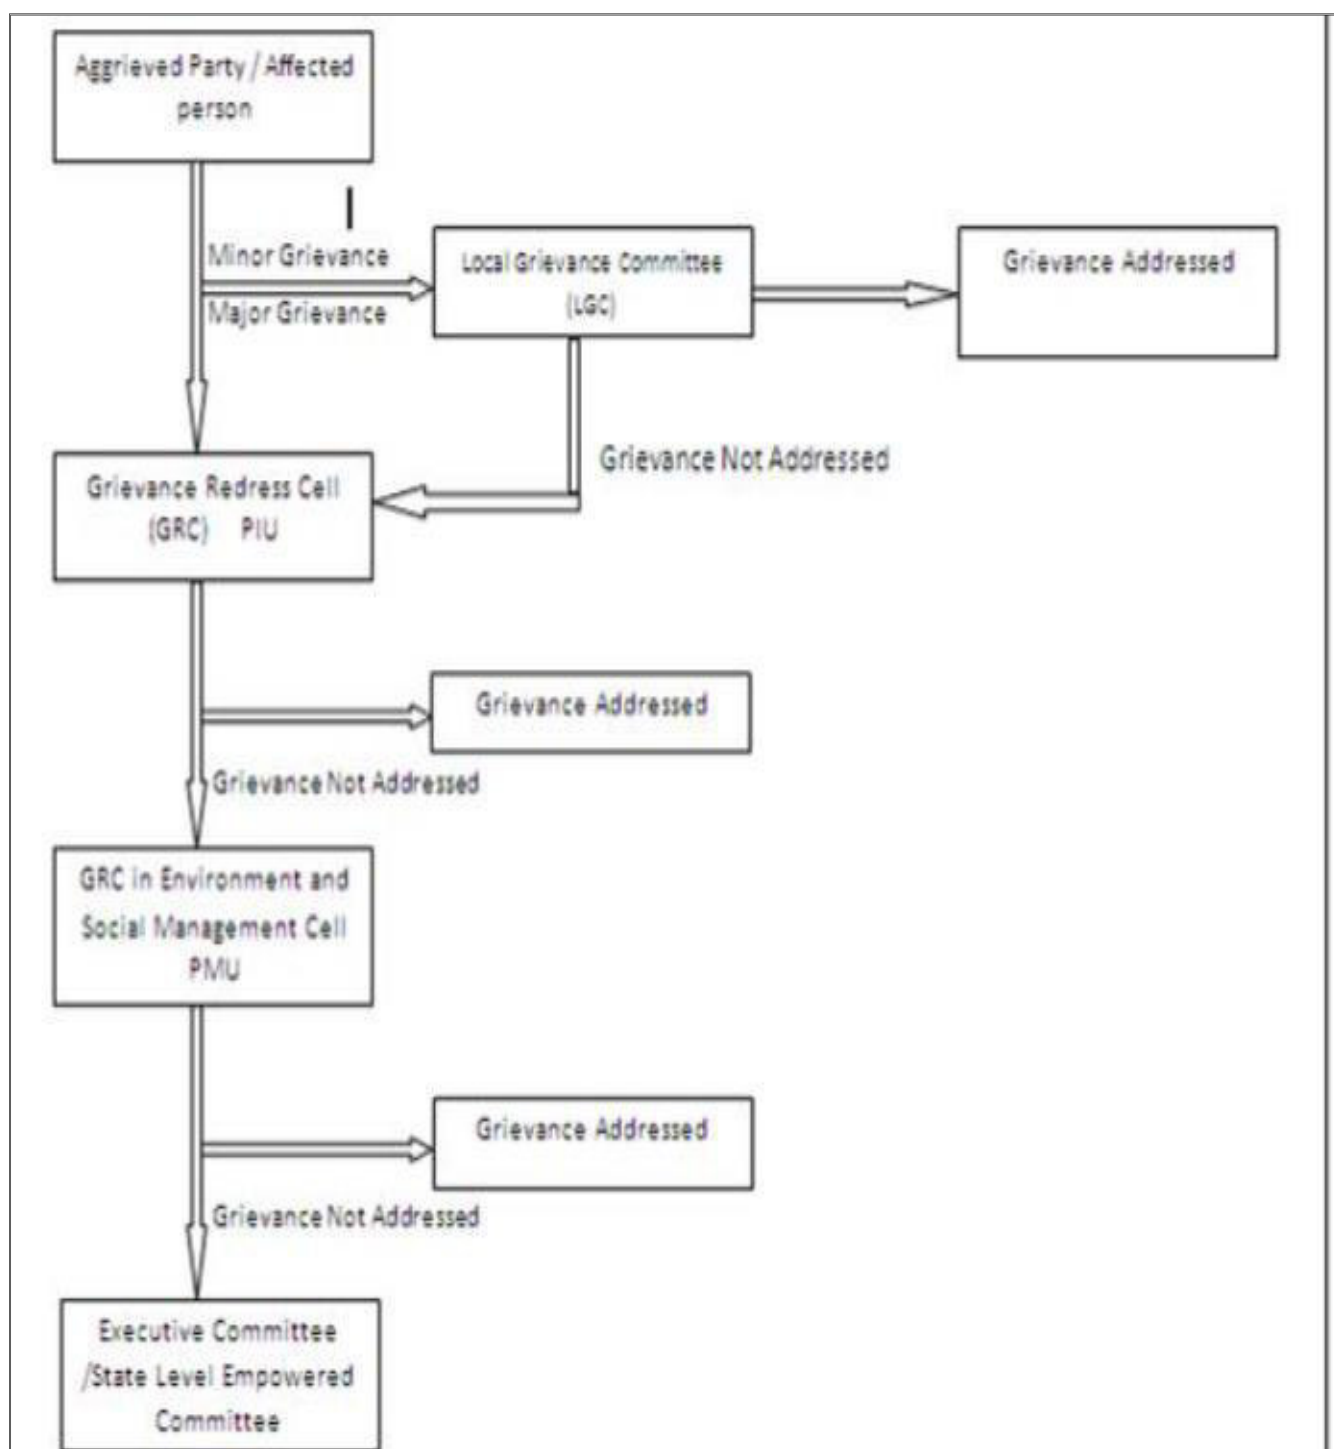 Aggrieved Party / Affected
person
Minor Grievance
Major Grievance
Local Grievance Committee
(LGC)
Grievance Addressed
Grievance Not Addressed
Grievance Redress Cell
(GRC) PIU
Grievance Addressed
Grievance Not Addressed
GRC in Environment and
Social Management Cell
PMU
Grievance Addressed
Grievance Not Addressed
Executive Committee
/State Level Empowered
Committee